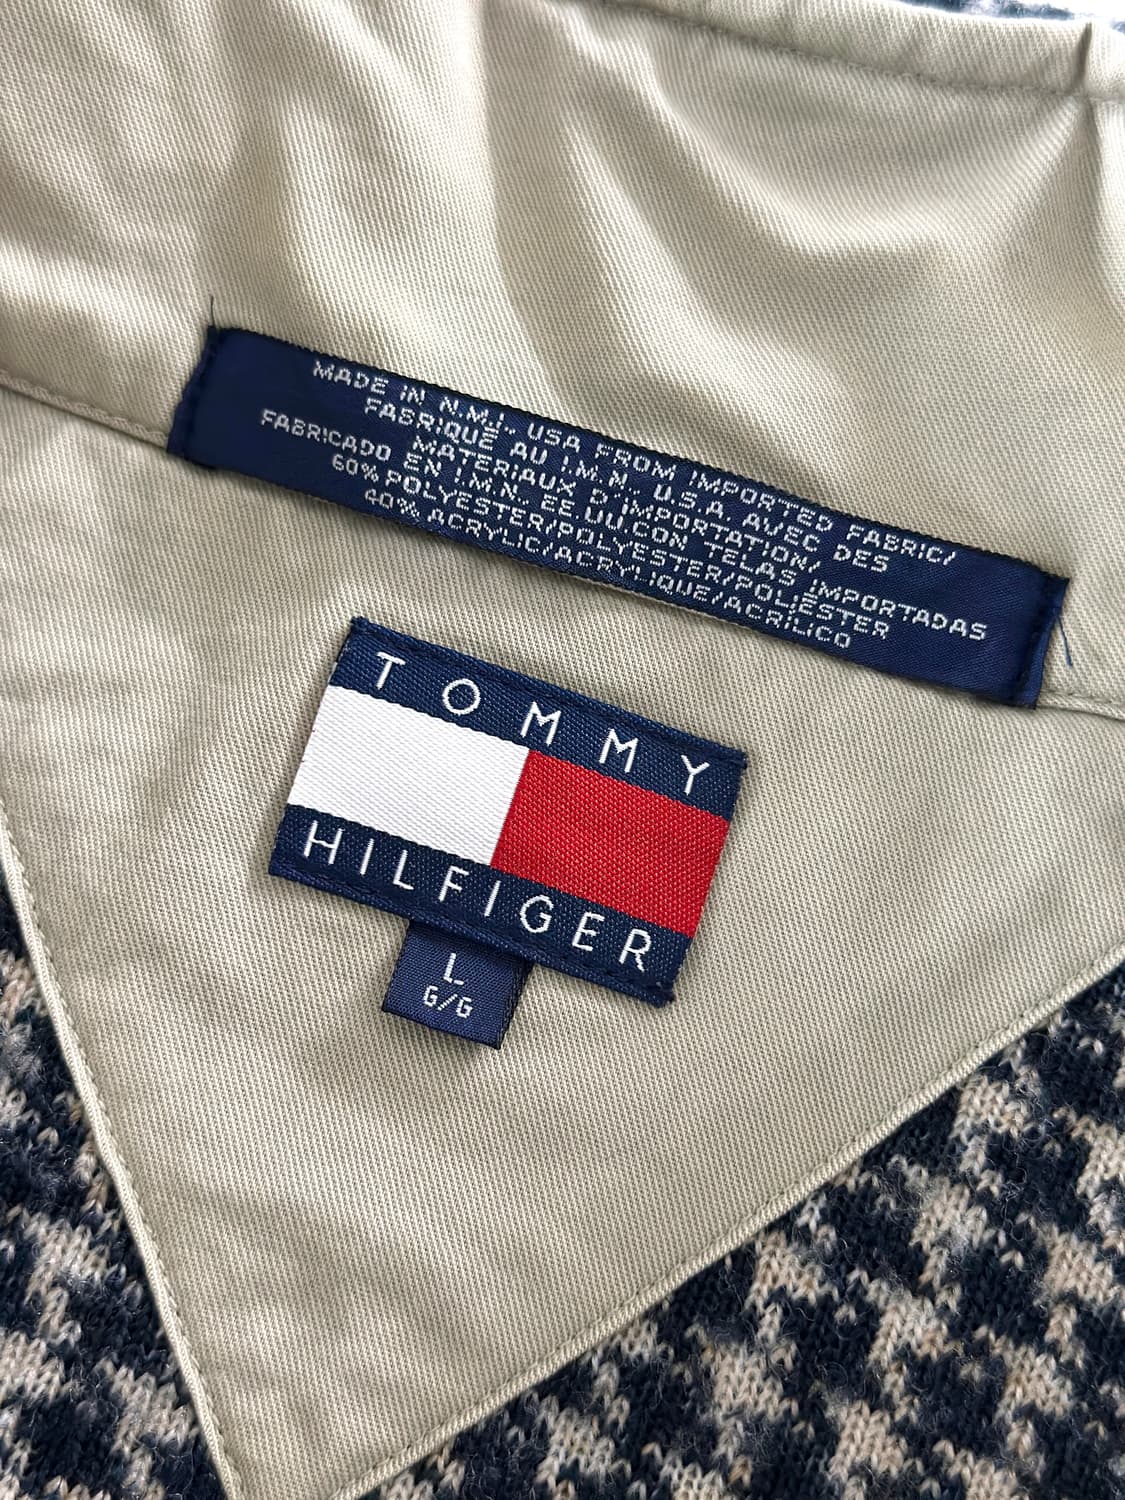 MADE IN N.M.I. USA FROM IMPORTED FABRIC/
FABRIQUÉ AU I.M.N. U.S.A. AVEC DES
MATERIAUX D'IMPORTATION/
FABRICADO EN I.M.N. EE.UU.CON TELAS IMPORTADAS
60% POLYESTER/POLYESTER/POLIÉSTER
40% ACRYLIC/ACRYLIQUE/ACRÍLICO
TOMMY
HILFIGER
L
G/G